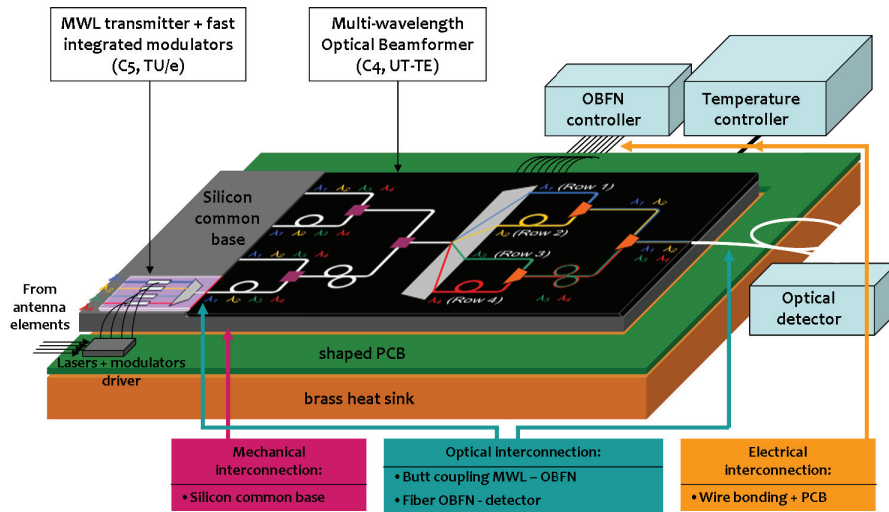 MWL transmitter + fast
integrated modulators
(C5, TU/e)
Multi-wavelength
Optical Beamformer
(C4, UT-TE)
OBFN
controller
Temperature
controller
Silicon
common
base
λ₁ λ₂ λ₃ λ₄
λ₁ (Row 1)
λ₂ (Row 2)
(Row 3)
λ₄ (Row 4)
From
antenna
elements
Lasers + modulators
driver
Optical
detector
shaped PCB
brass heat sink
Mechanical
interconnection:
• Silicon common base
Optical interconnection:
• Butt coupling MWL – OBFN
• Fiber OBFN - detector
Electrical
interconnection:
• Wire bonding + PCB